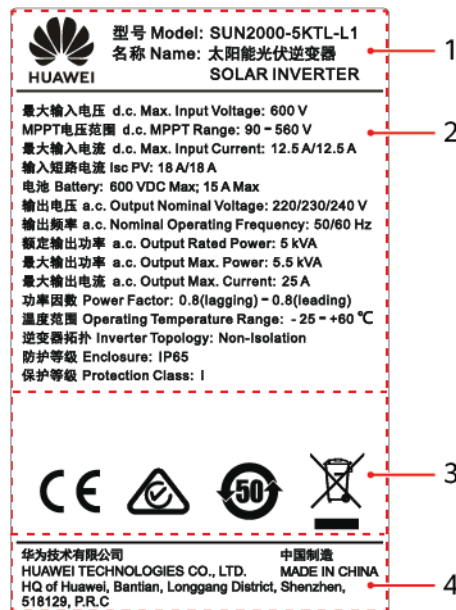 HUAWEI
型号 Model: SUN2000-5KTL-L1
名称 Name: 太阳能光伏逆变器
SOLAR INVERTER
1
最大输入电压 d.c. Max. Input Voltage: 600 V
MPPT电压范围 d.c. MPPT Range: 90 - 560 V
2
最大输入电流 d.c. Max. Input Current: 12.5 A/12.5 A
输入短路电流 Isc PV: 18 A/18 A
电池 Battery: 600 VDC Max; 15 A Max
输出电压 a.c. Output Nominal Voltage: 220/230/240 V
输出频率 a.c. Nominal Operating Frequency: 50/60 Hz
额定输出功率 a.c. Output Rated Power: 5 kVA
最大输出功率 a.c. Output Max. Power: 5.5 kVA
最大输出电流 a.c. Output Max. Current: 25 A
功率因数 Power Factor: 0.8(lagging) - 0.8(leading)
温度范围 Operating Temperature Range: - 25 - +60 ℃
逆变器拓扑 Inverter Topology: Non-Isolation
防护等级 Enclosure: IP65
保护等级 Protection Class: I
CE
50
3
华为技术有限公司 中国制造
HUAWEI TECHNOLOGIES CO., LTD. MADE IN CHINA
HQ of Huawei, Bantian, Longgang District, Shenzhen,
518129, P.R.C
4